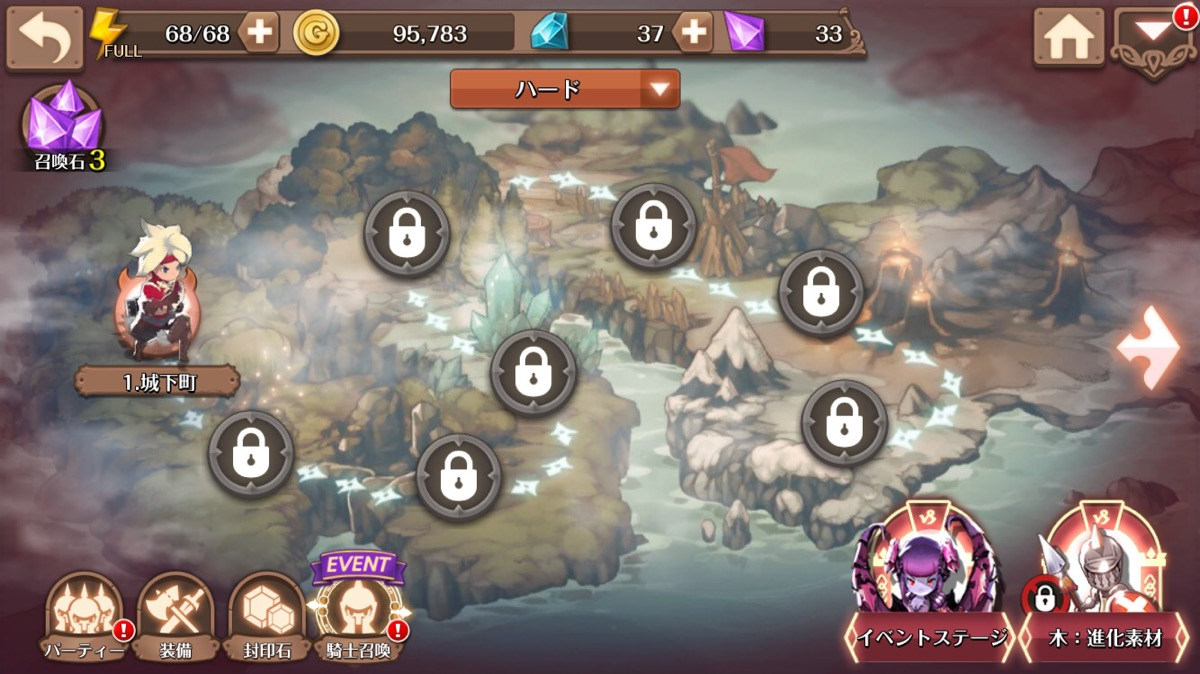 FULL
68/68
G
95,783
37
33
!
ハード
召喚石3
1.城下町
EVENT
パーティー
!
装備
封印石
騎士召喚
!
イベントステージ
木：進化素材